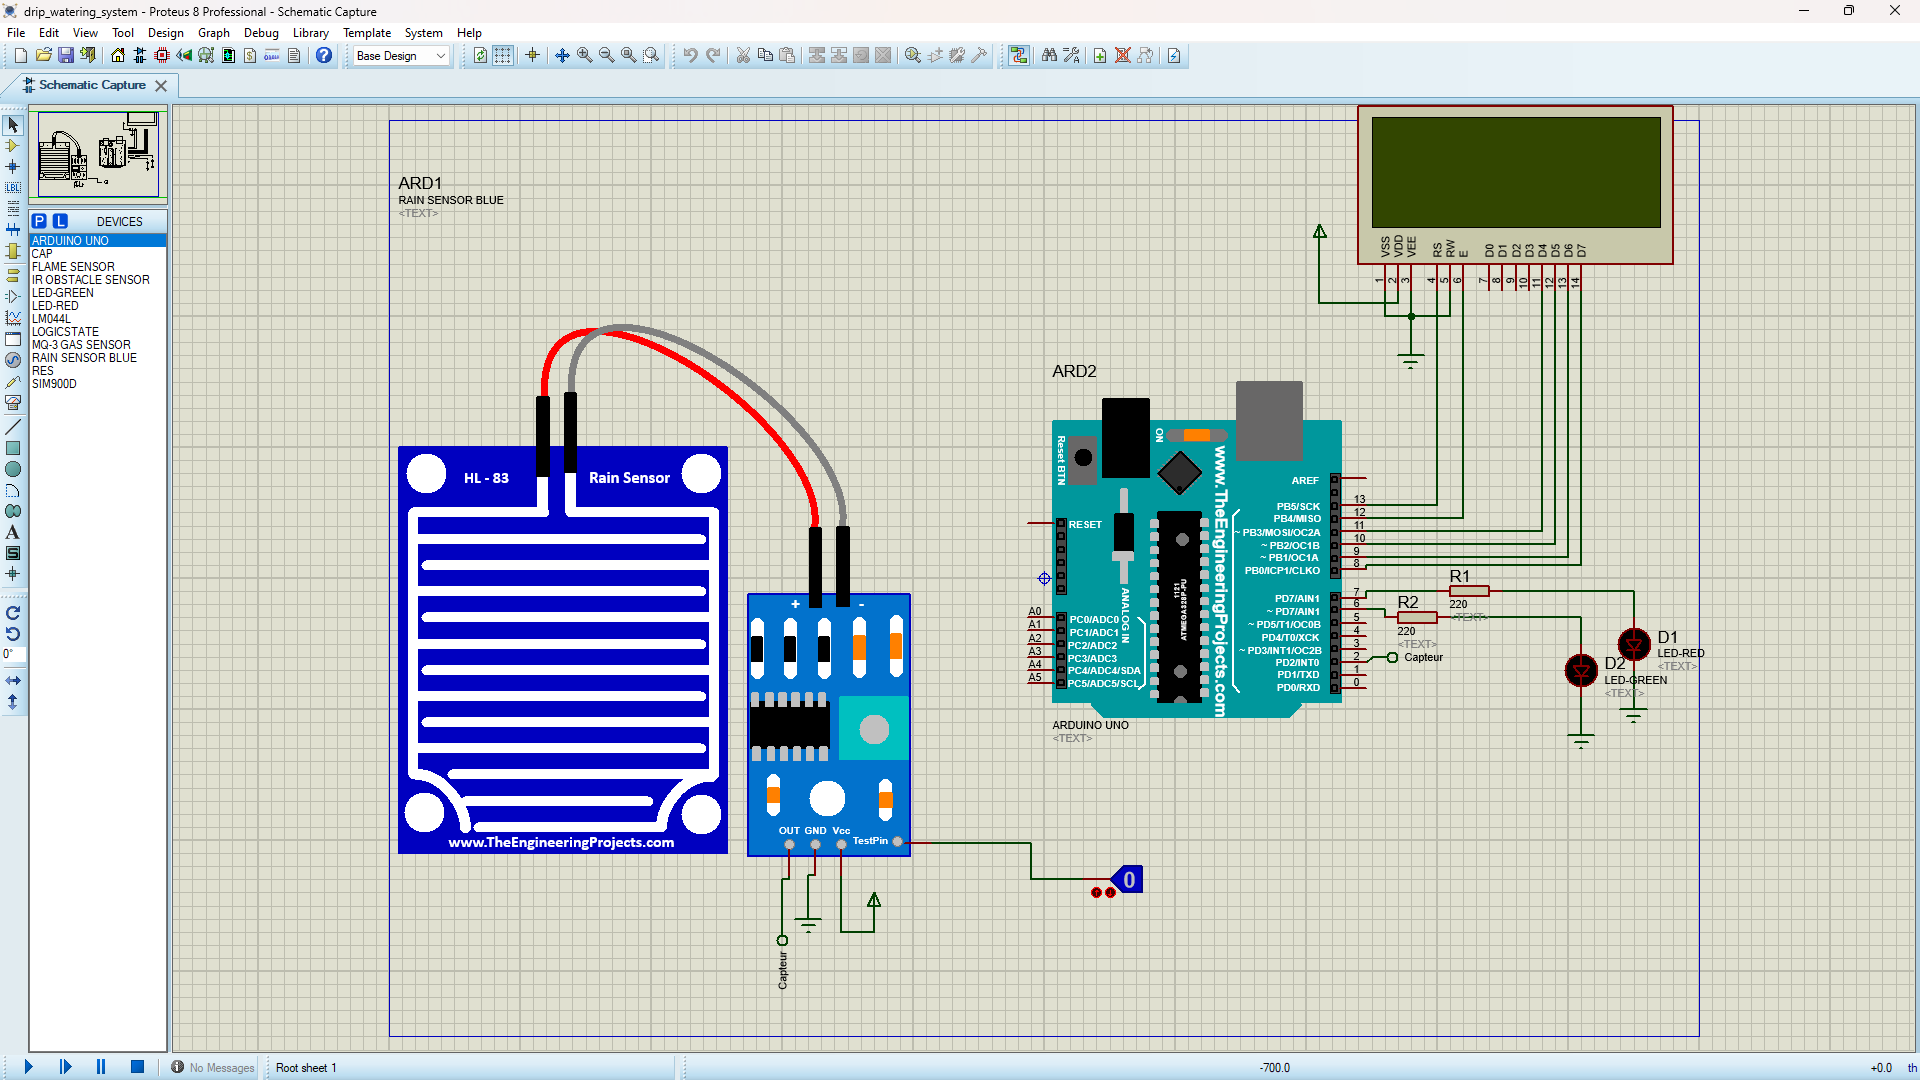 drip_watering_system - Proteus 8 Professional - Schematic Capture
File Edit View Tool Design Graph Debug Library Template System Help
Base Design
Schematic Capture
P L DEVICES
ARDUINO UNO
CAP
FLAME SENSOR
IR OBSTACLE SENSOR
LED-GREEN
LED-RED
LM044L
LOGICSTATE
MQ-3 GAS SENSOR
RAIN SENSOR BLUE
RES
SIM900D
LBL
A
S
0°
ARD1
RAIN SENSOR BLUE
<TEXT>
HL - 83 Rain Sensor
www.TheEngineeringProjects.com
+ -
OUT GND Vcc TestPin
Capteur
0
VSS VDD VEE RS RW E D0 D1 D2 D3 D4 D5 D6 D7
1 2 3 4 5 6 7 8 9 10 11 12 13 14
ARD2
Reset BTN
ON
www.TheEngineeringProjects.com
ANALOG IN
1121
ATMEGA328P-PU
RESET
A0 PC0/ADC0
A1 PC1/ADC1
A2 PC2/ADC2
A3 PC3/ADC3
A4 PC4/ADC4/SDA
A5 PC5/ADC5/SCL
AREF
PB5/SCK 13
PB4/MISO 12
~ PB3/MOSI/OC2A 11
~ PB2/OC1B 10
~ PB1/OC1A 9
PB0/ICP1/CLKO 8
PD7/AIN1 7
~ PD7/AIN1 6
~ PD5/T1/OC0B 5
PD4/T0/XCK 4
~ PD3/INT1/OC2B 3
PD2/INT0 2
PD1/TXD 1
PD0/RXD 0
ARDUINO UNO
<TEXT>
R1
220
<TEXT>
R2
220
<TEXT>
Capteur
D1
LED-RED
<TEXT>
D2
LED-GREEN
<TEXT>
No Messages
Root sheet 1
-700.0
+0.0
th